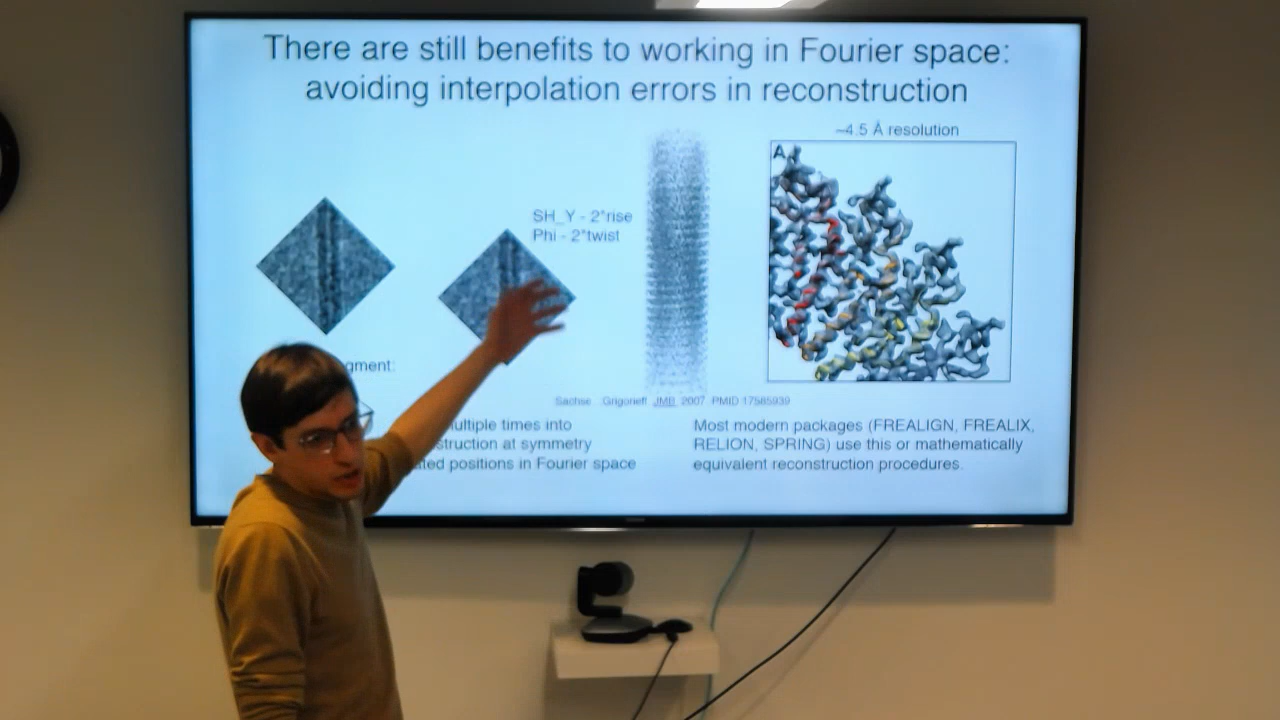 There are still benefits to working in Fourier space:
avoiding interpolation errors in reconstruction
~4.5 Å resolution
A
SH_Y - 2*rise
Phi - 2*twist
gment:
Sachse Grigorieff JMB 2007 PMID 17585939
ultiple times into
struction at symmetry
ated positions in Fourier space
Most modern packages (FREALIGN, FREALIX,
RELION, SPRING) use this or mathematically
equivalent reconstruction procedures.